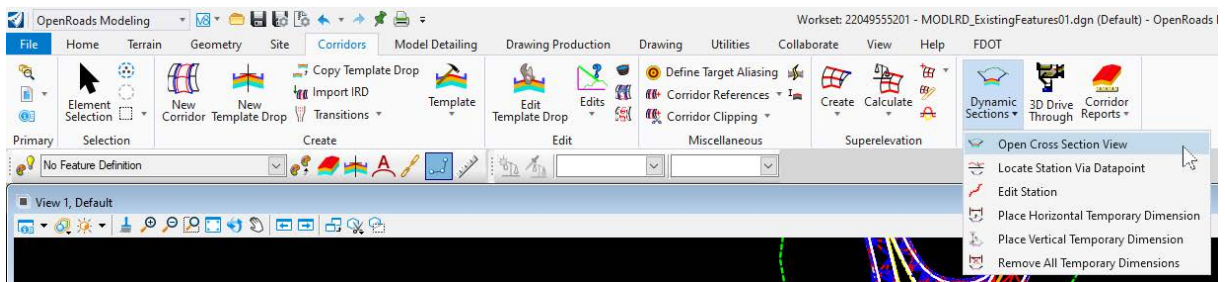 OpenRoads Modeling
Workset: 22049555201 - MODLRD_ExistingFeatures01.dgn (Default) - OpenRoads
File Home Terrain Geometry Site Corridors Model Detailing Drawing Production Drawing Utilities Collaborate View Help FDOT
Element Selection
New Corridor
New Template Drop
Copy Template Drop
Import IRD
Transitions
Template
Edit Template Drop
Edits
Define Target Aliasing
Corridor References
Corridor Clipping
Create
Calculate
Dynamic Sections
3D Drive Through
Corridor Reports
Primary Selection Create Edit Miscellaneous Superelevation
Open Cross Section View
Locate Station Via Datapoint
Edit Station
Place Horizontal Temporary Dimension
Place Vertical Temporary Dimension
Remove All Temporary Dimensions
No Feature Definition
View 1, Default